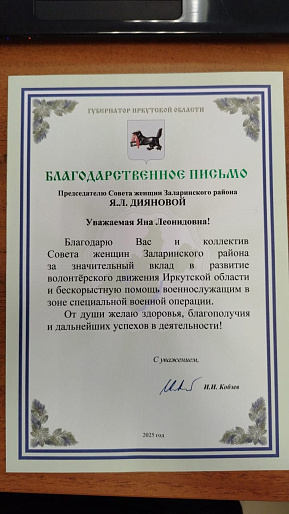 ГУБЕРНАТОР ИРКУТСКОЙ ОБЛАСТИ
БЛАГОДАРСТВЕННОЕ ПИСЬМО
Председателю Совета женщин Заларинского района
Я.Л. ДИЯНОВОЙ
Уважаемая Яна Леонидовна!
Благодарю Вас и коллектив
Совета женщин Заларинского района
за значительный вклад в развитие
волонтёрского движения Иркутской области
и бескорыстную помощь военнослужащим в
зоне специальной военной операции.
От души желаю здоровья, благополучия
и дальнейших успехов в деятельности!
С уважением,
И.И. Кобзев
2025 год